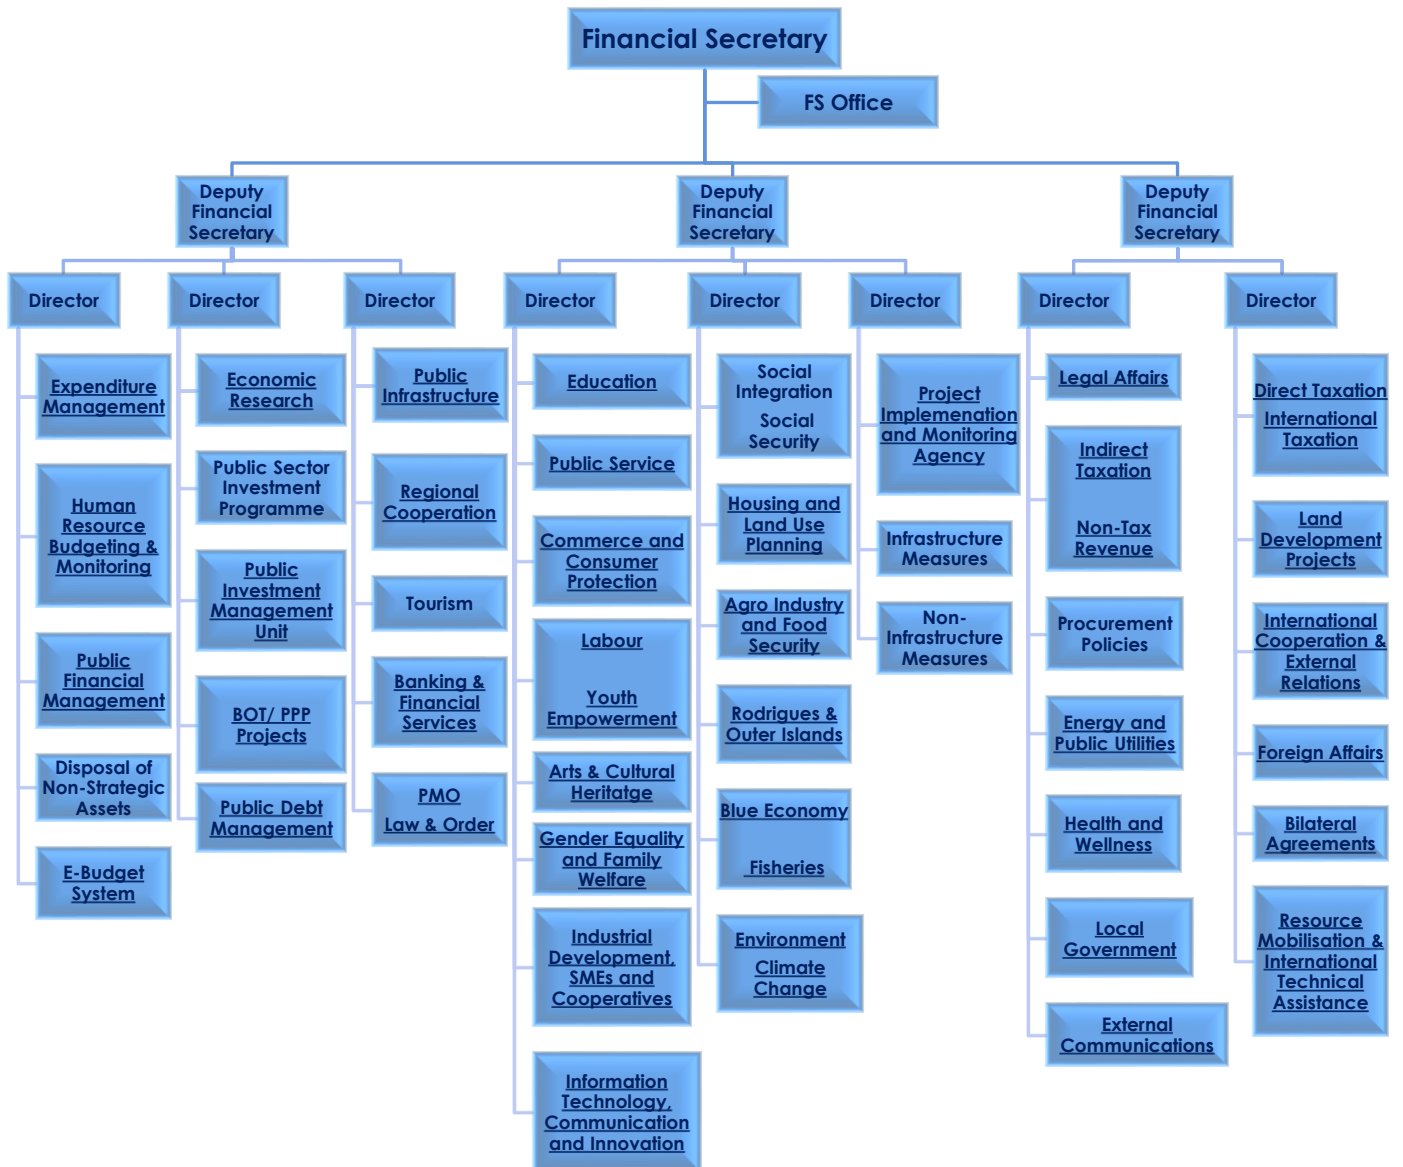 Financial Secretary
FS Office
Deputy
Financial
Secretary
Deputy
Financial
Secretary
Deputy
Financial
Secretary
Director
Director
Director
Director
Director
Director
Director
Director
Expenditure
Management
Human
Resource
Budgeting &
Monitoring
Public
Financial
Management
Disposal of
Non-Strategic
Assets
E-Budget
System
Economic
Research
Public Sector
Investment
Programme
Public
Investment
Management
Unit
BOT/ PPP
Projects
Public Debt
Management
Public
Infrastructure
Regional
Cooperation
Tourism
Banking &
Financial
Services
PMO
Law & Order
Education
Public Service
Commerce and
Consumer
Protection
Labour
Youth
Empowerment
Arts & Cultural
Heritatge
Gender Equality
and Family
Welfare
Industrial
Development,
SMEs and
Cooperatives
Information
Technology,
Communication
and Innovation
Social
Integration
Social
Security
Housing and
Land Use
Planning
Agro Industry
and Food
Security
Rodrigues &
Outer Islands
Blue Economy
Fisheries
Environment
Climate
Change
Project
Implemenation
and Monitoring
Agency
Infrastructure
Measures
Non-
Infrastructure
Measures
Legal Affairs
Indirect
Taxation
Non-Tax
Revenue
Procurement
Policies
Energy and
Public Utilities
Health and
Wellness
Local
Government
External
Communications
Direct Taxation
International
Taxation
Land
Development
Projects
International
Cooperation &
External
Relations
Foreign Affairs
Bilateral
Agreements
Resource
Mobilisation &
International
Technical
Assistance